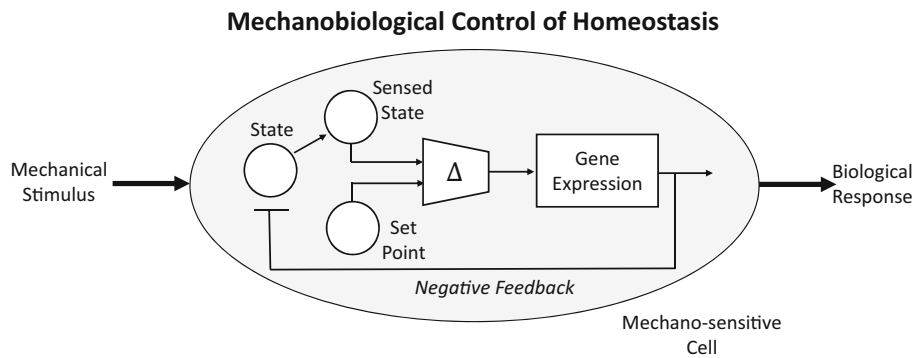 Mechanobiological Control of Homeostasis
Sensed
State
State
Mechanical
Stimulus
Δ
Gene
Expression
Biological
Response
Set
Point
Negative Feedback
Mechano-sensitive
Cell